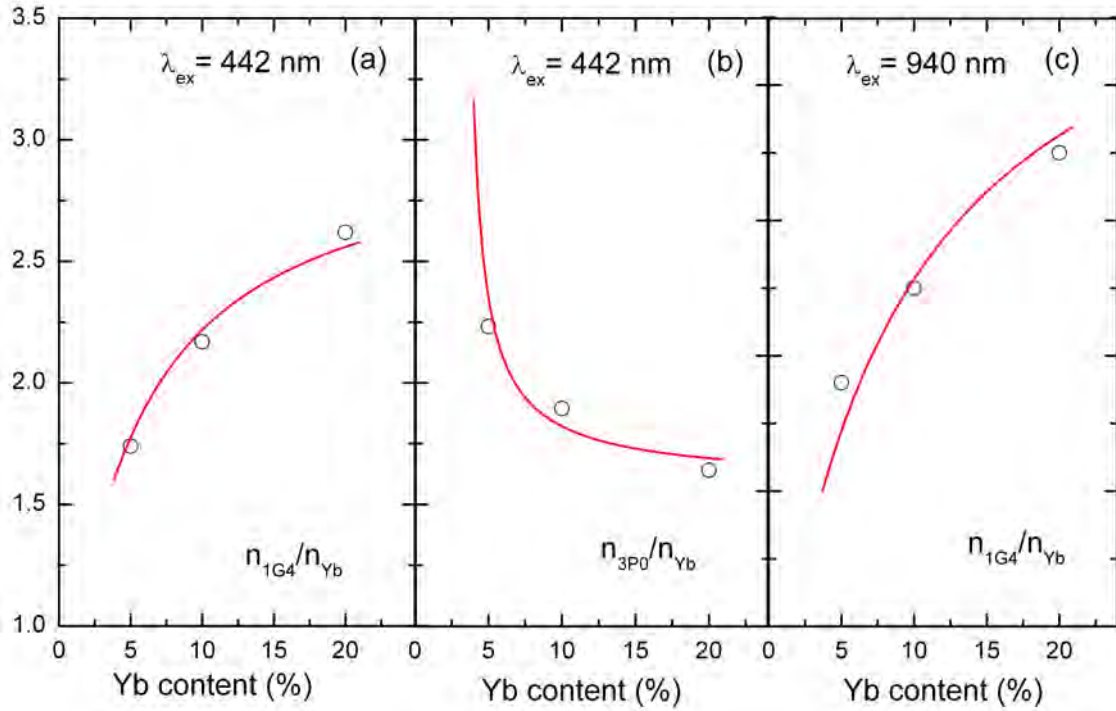 3.5
3.0
2.5
2.0
1.5
1.0
λex = 442 nm (a)
n1G4/nYb
0 5 10 15 20
Yb content (%)
λex = 442 nm (b)
n3P0/nYb
0 5 10 15 20
Yb content (%)
λex = 940 nm (c)
n1G4/nYb
0 5 10 15 20
Yb content (%)